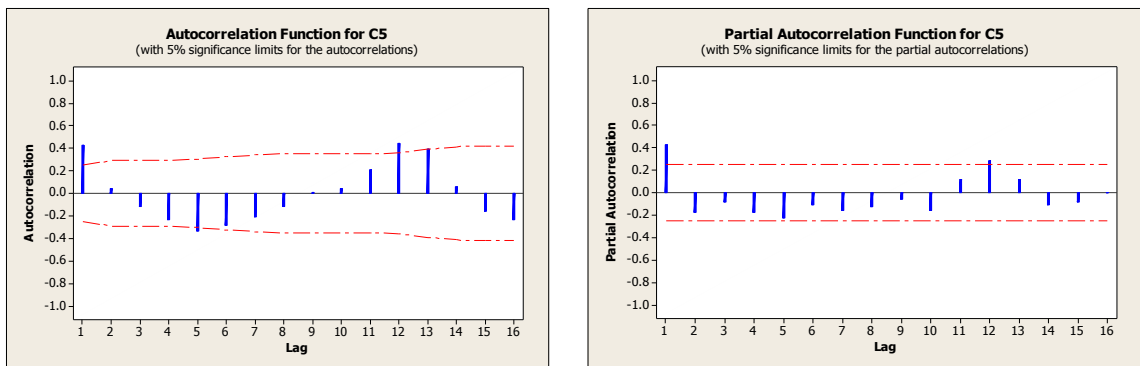 Autocorrelation Function for C5
(with 5% significance limits for the autocorrelations)
Autocorrelation
1.0
0.8
0.6
0.4
0.2
0.0
-0.2
-0.4
-0.6
-0.8
-1.0
1 2 3 4 5 6 7 8 9 10 11 12 13 14 15 16
Lag
Partial Autocorrelation Function for C5
(with 5% significance limits for the partial autocorrelations)
Partial Autocorrelation
1.0
0.8
0.6
0.4
0.2
0.0
-0.2
-0.4
-0.6
-0.8
-1.0
1 2 3 4 5 6 7 8 9 10 11 12 13 14 15 16
Lag